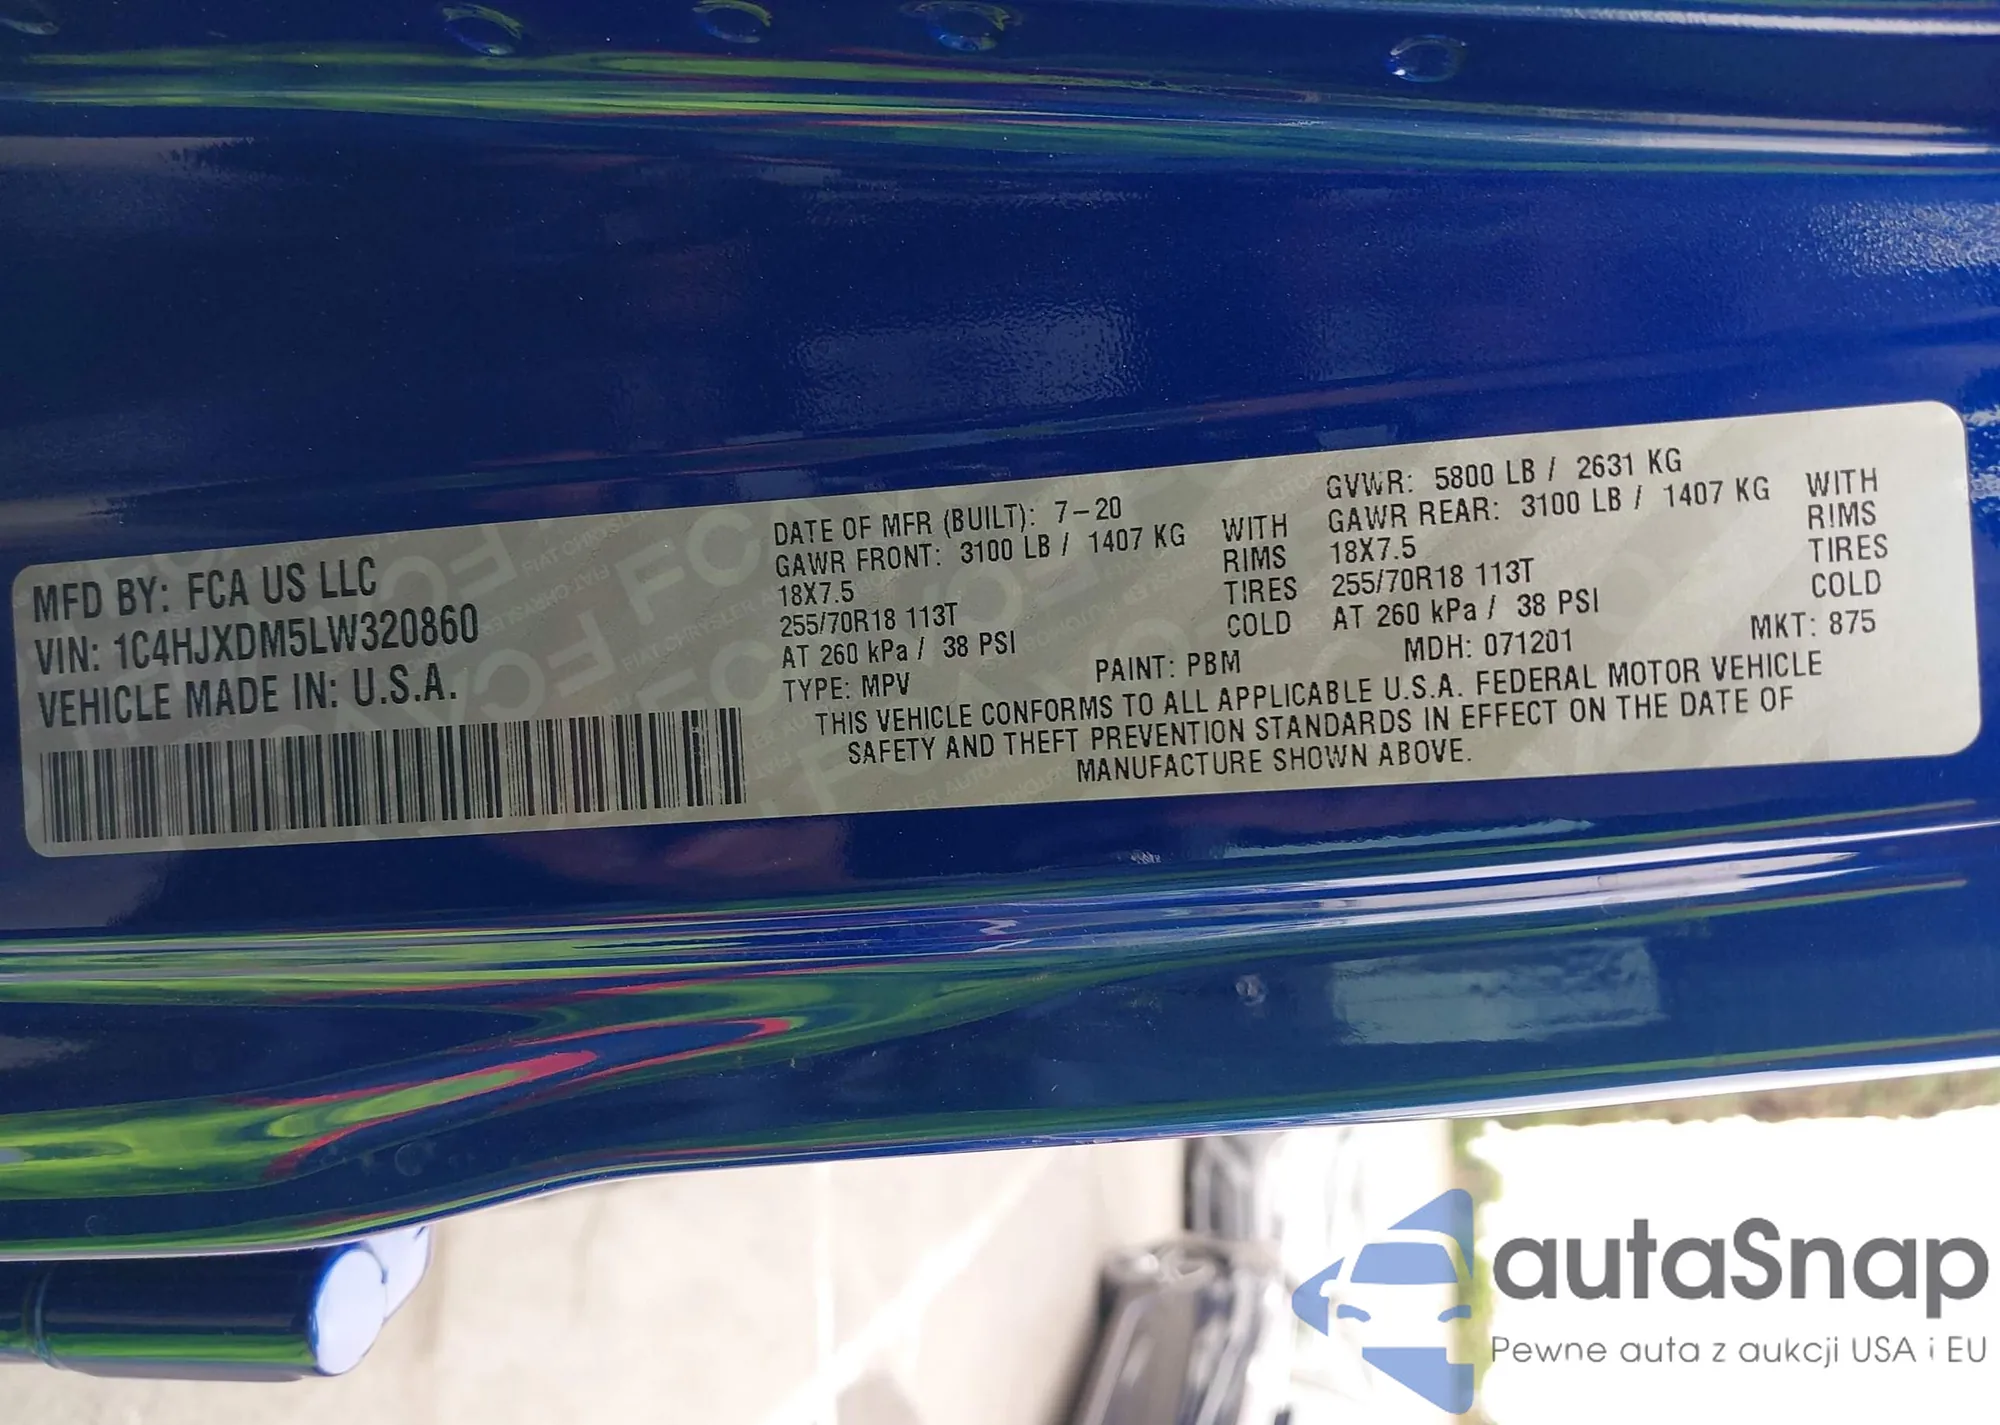 MFD BY: FCA US LLC
VIN: 1C4HJXDM5LW320860
VEHICLE MADE IN: U.S.A.
DATE OF MFR (BUILT): 7-20
GAWR FRONT: 3100 LB / 1407 KG WITH
18X7.5 RIMS
255/70R18 113T TIRES
AT 260 kPa / 38 PSI COLD
GVWR: 5800 LB / 2631 KG
GAWR REAR: 3100 LB / 1407 KG WITH
18X7.5 RIMS
255/70R18 113T TIRES
AT 260 kPa / 38 PSI COLD
TYPE: MPV PAINT: PBM MDH: 071201 MKT: 875
THIS VEHICLE CONFORMS TO ALL APPLICABLE U.S.A. FEDERAL MOTOR VEHICLE
SAFETY AND THEFT PREVENTION STANDARDS IN EFFECT ON THE DATE OF
MANUFACTURE SHOWN ABOVE.
autaSnap
Pewne auta z aukcji USA i EU